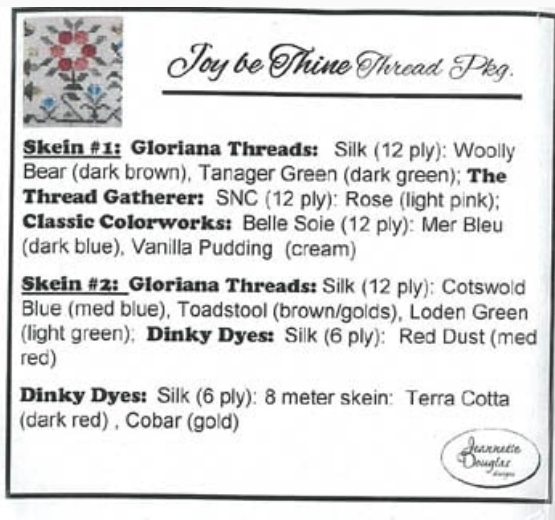 Joy be Thine Thread Pkg.
Skein #1: Gloriana Threads: Silk (12 ply): Woolly
Bear (dark brown), Tanager Green (dark green); The
Thread Gatherer: SNC (12 ply): Rose (light pink);
Classic Colorworks: Belle Soie (12 ply): Mer Bleu
(dark blue), Vanilla Pudding (cream)
Skein #2: Gloriana Threads: Silk (12 ply): Cotswold
Blue (med blue), Toadstool (brown/golds), Loden Green
(light green); Dinky Dyes: Silk (6 ply): Red Dust (med
red)
Dinky Dyes: Silk (6 ply): 8 meter skein: Terra Cotta
(dark red) , Cobar (gold)
Jeannette
Douglas
designs